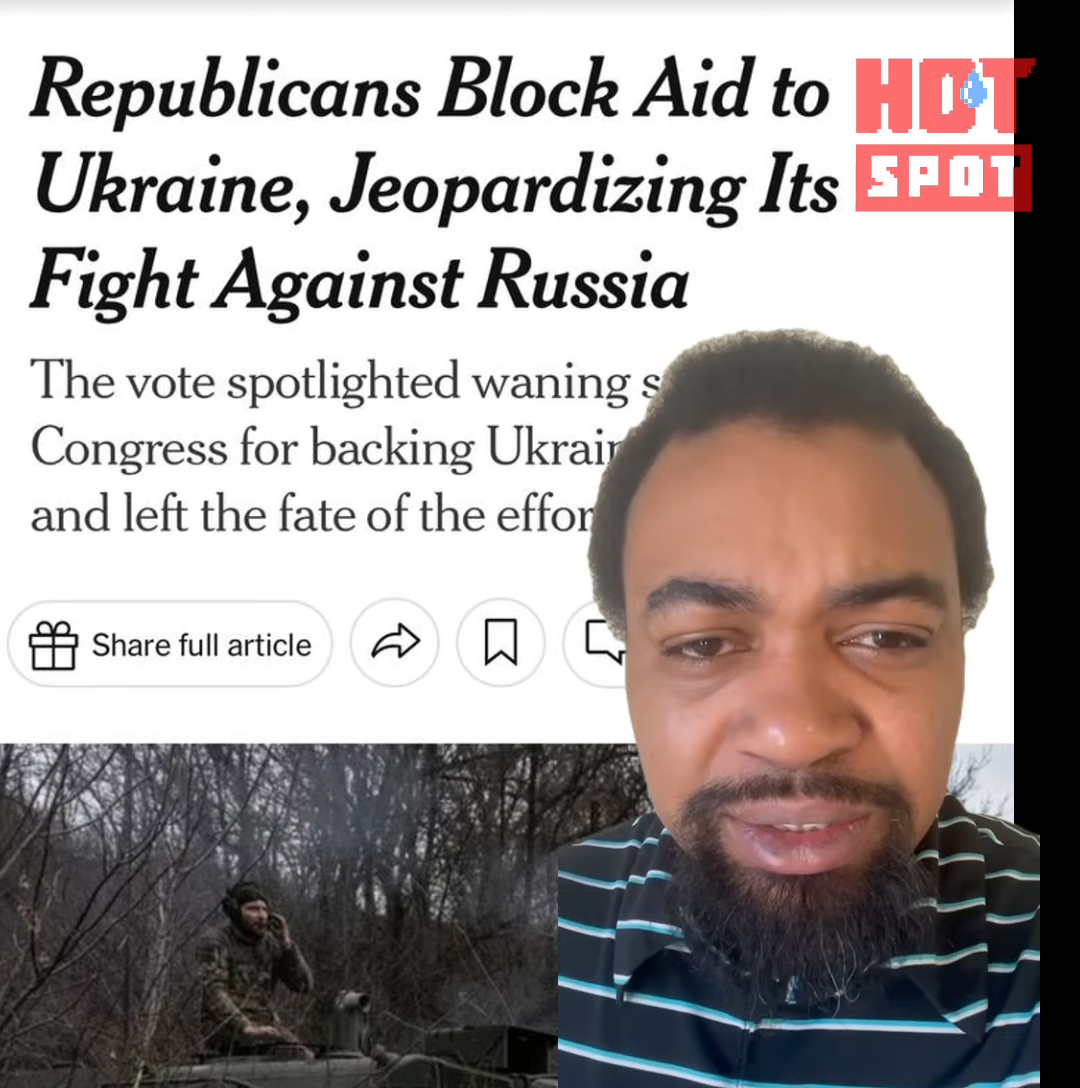 Republicans Block Aid to
Ukraine, Jeopardizing Its
Fight Against Russia
HOT
SPOT
The vote spotlighted waning
Congress for backing
and left the fate of the
Share full article